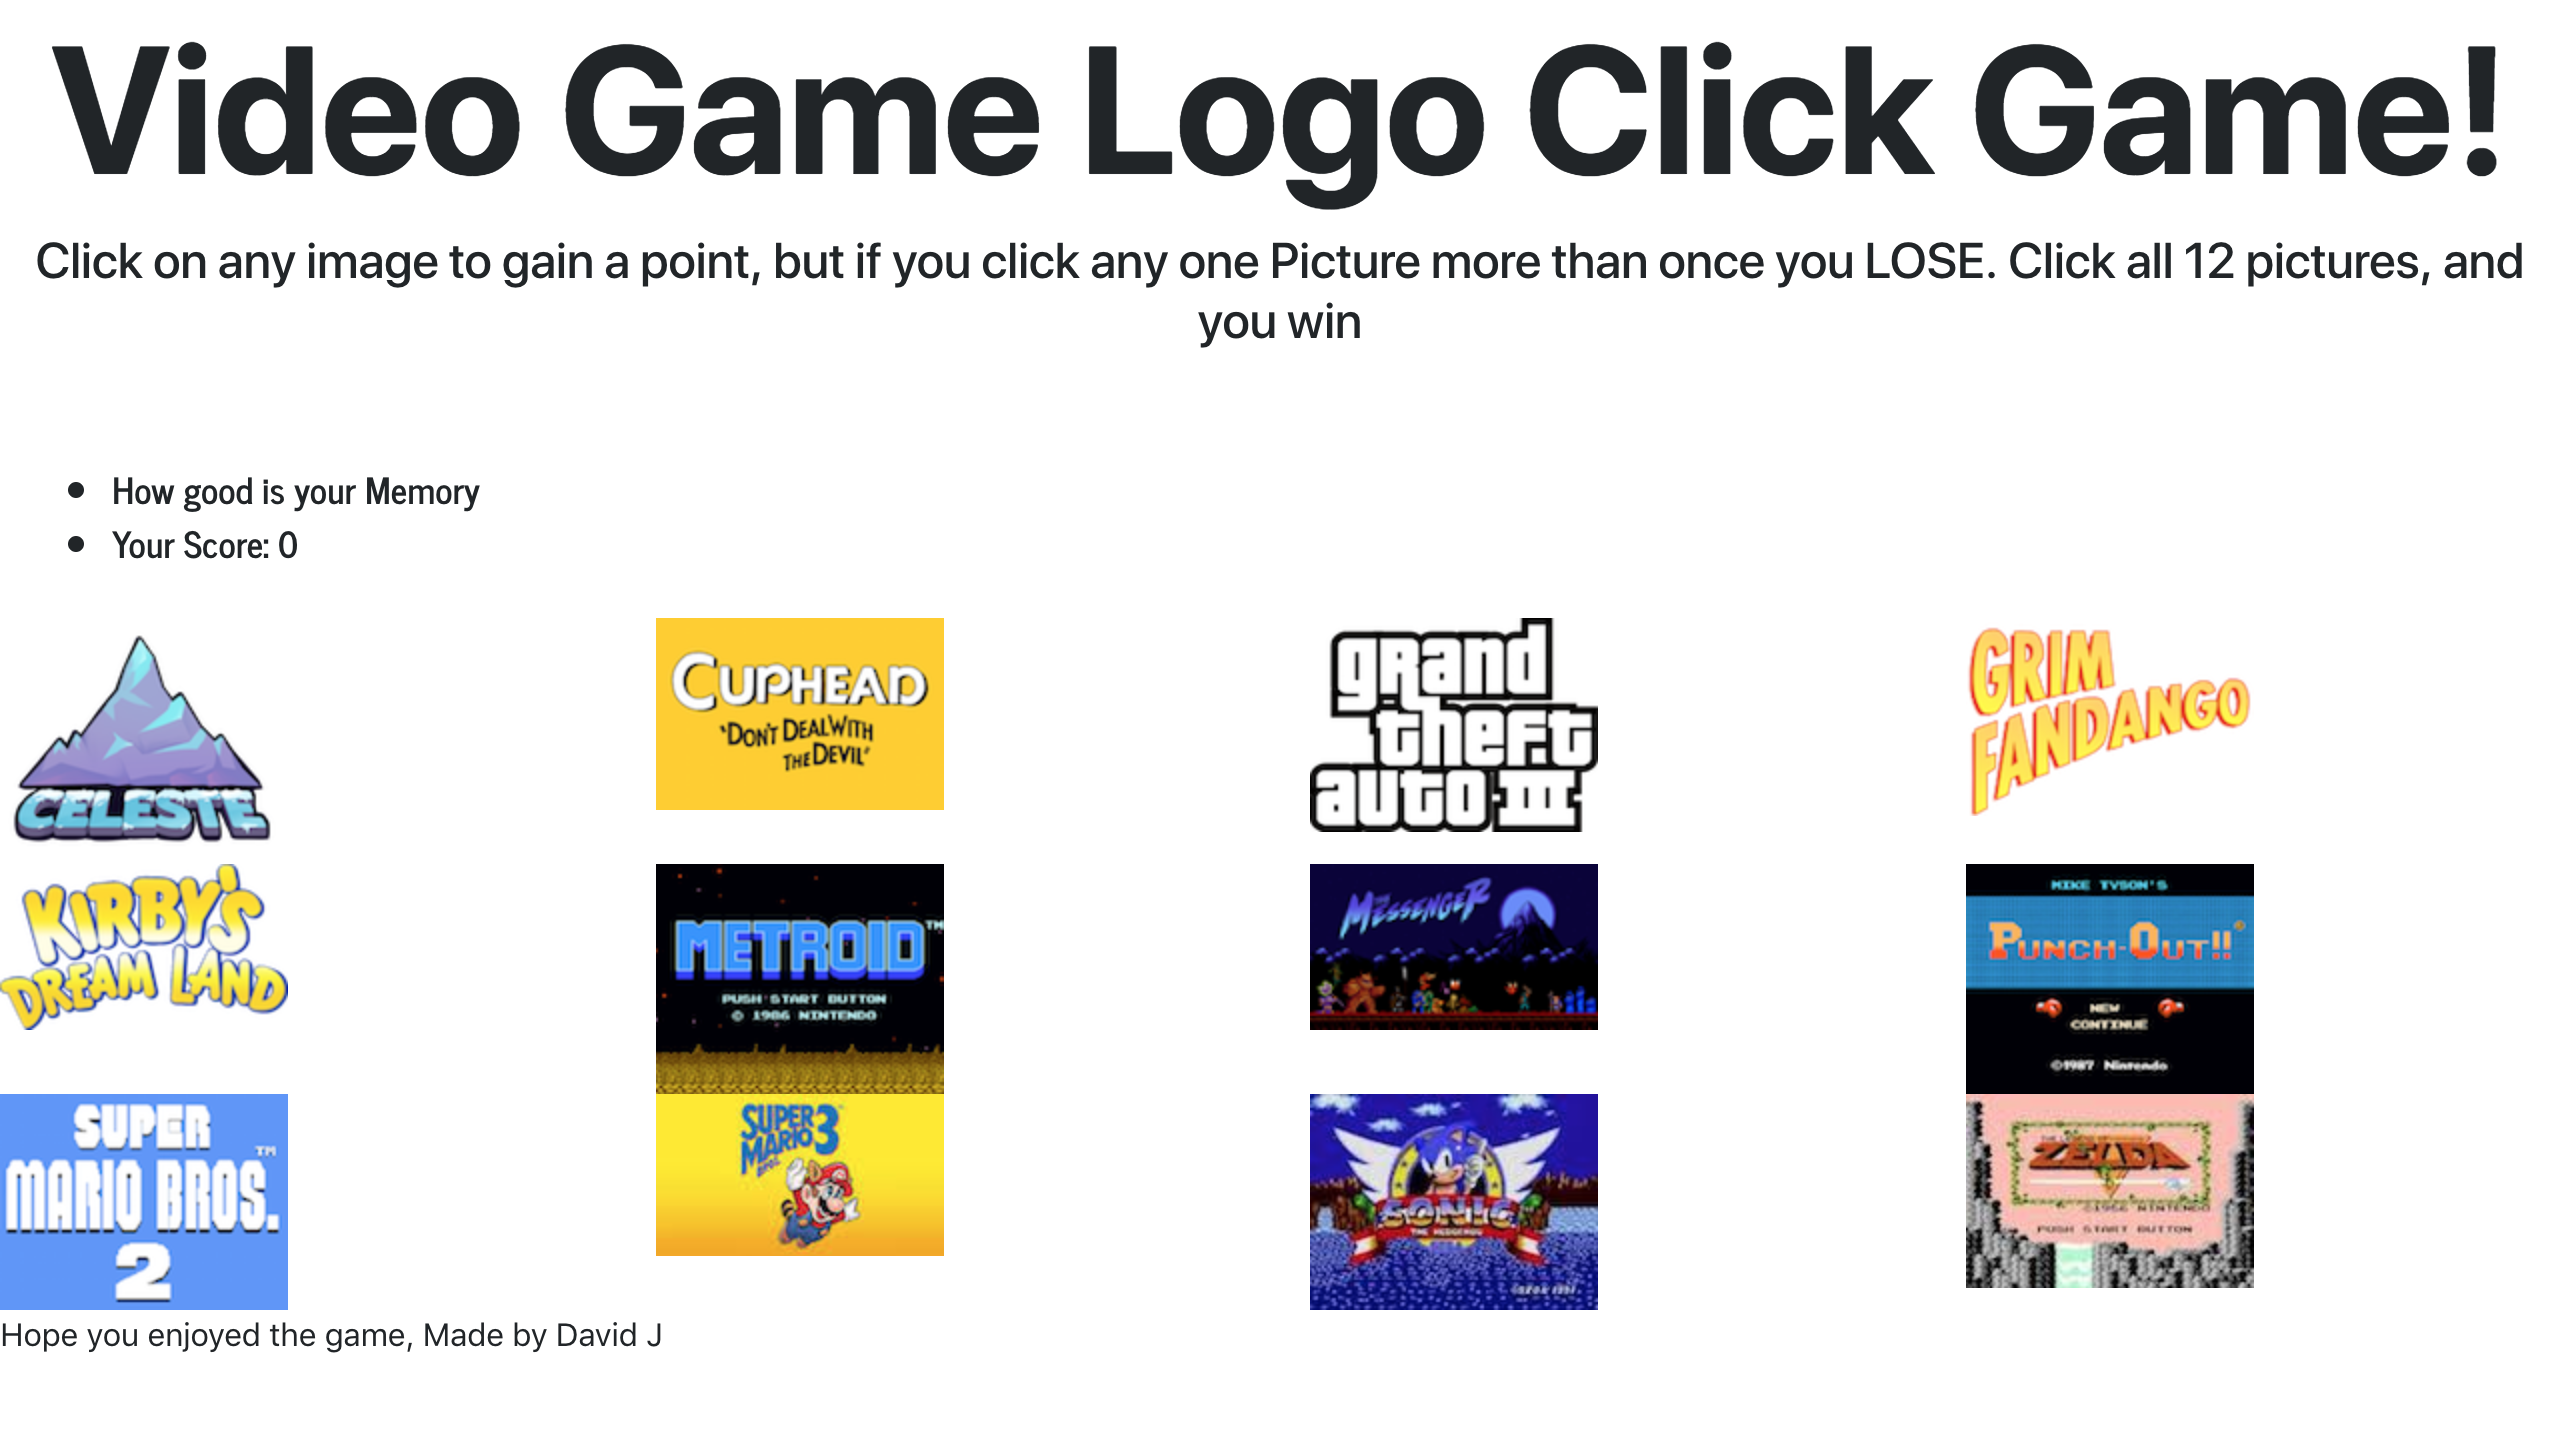 Video Game Logo Click Game!
Click on any image to gain a point, but if you click any one Picture more than once you LOSE. Click all 12 pictures, and
you win
How good is your Memory
Your Score: 0
CELESTE
CUPHEAD
"DON'T DEAL WITH
THE DEVIL"
grand
theft
auto III
GRIM
FANDANGO
KIRBY'S
DREAM LAND
METROID™
PUSH START BUTTON
© 1986 NINTENDO
MESSENGER
MIKE TYSON'S
PUNCH-OUT!!
NEW
CONTINUE
©1987 Nintendo
SUPER
MARIO BROS.™
2
SUPER
MARIO 3
BROS.
SONIC
THE HEDGEHOG
©SEGA 1991
ZELDA
©1986 NINTENDO
PUSH START BUTTON
Hope you enjoyed the game, Made by David J